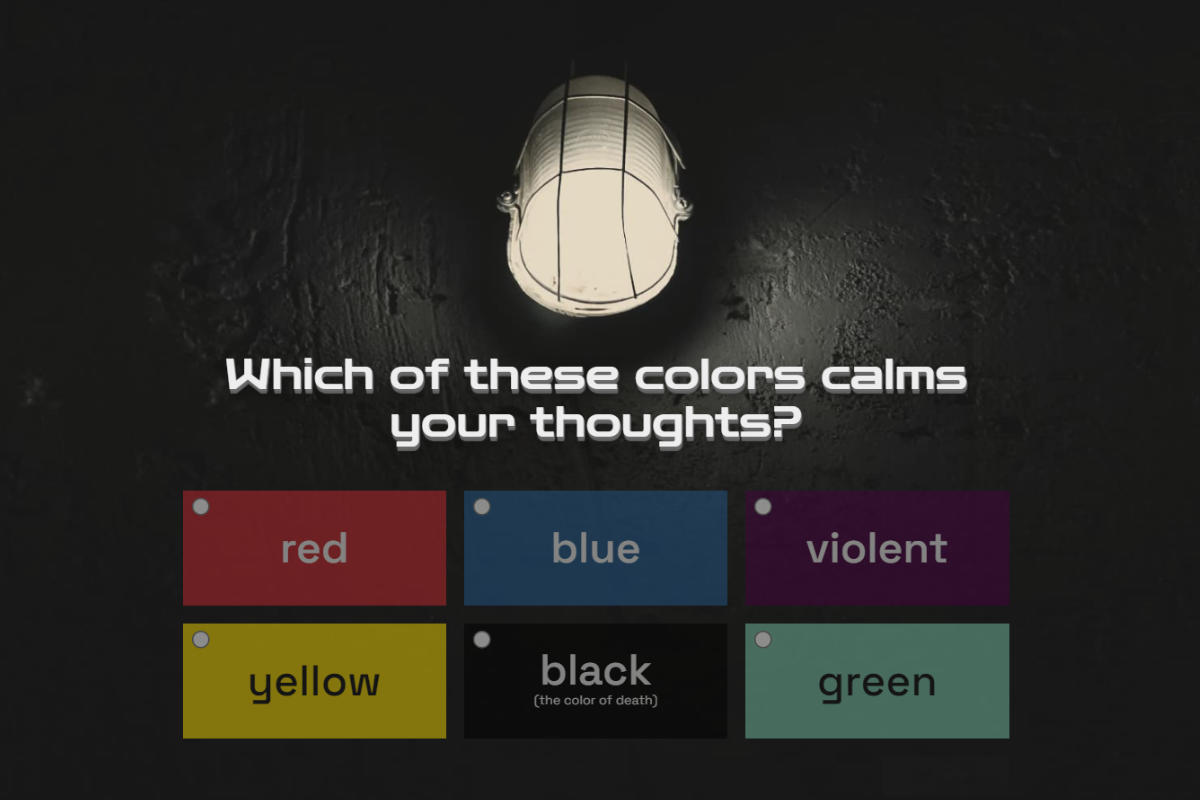 Which of these colors calms
your thoughts?
red
blue
violent
yellow
black
(the color of death)
green